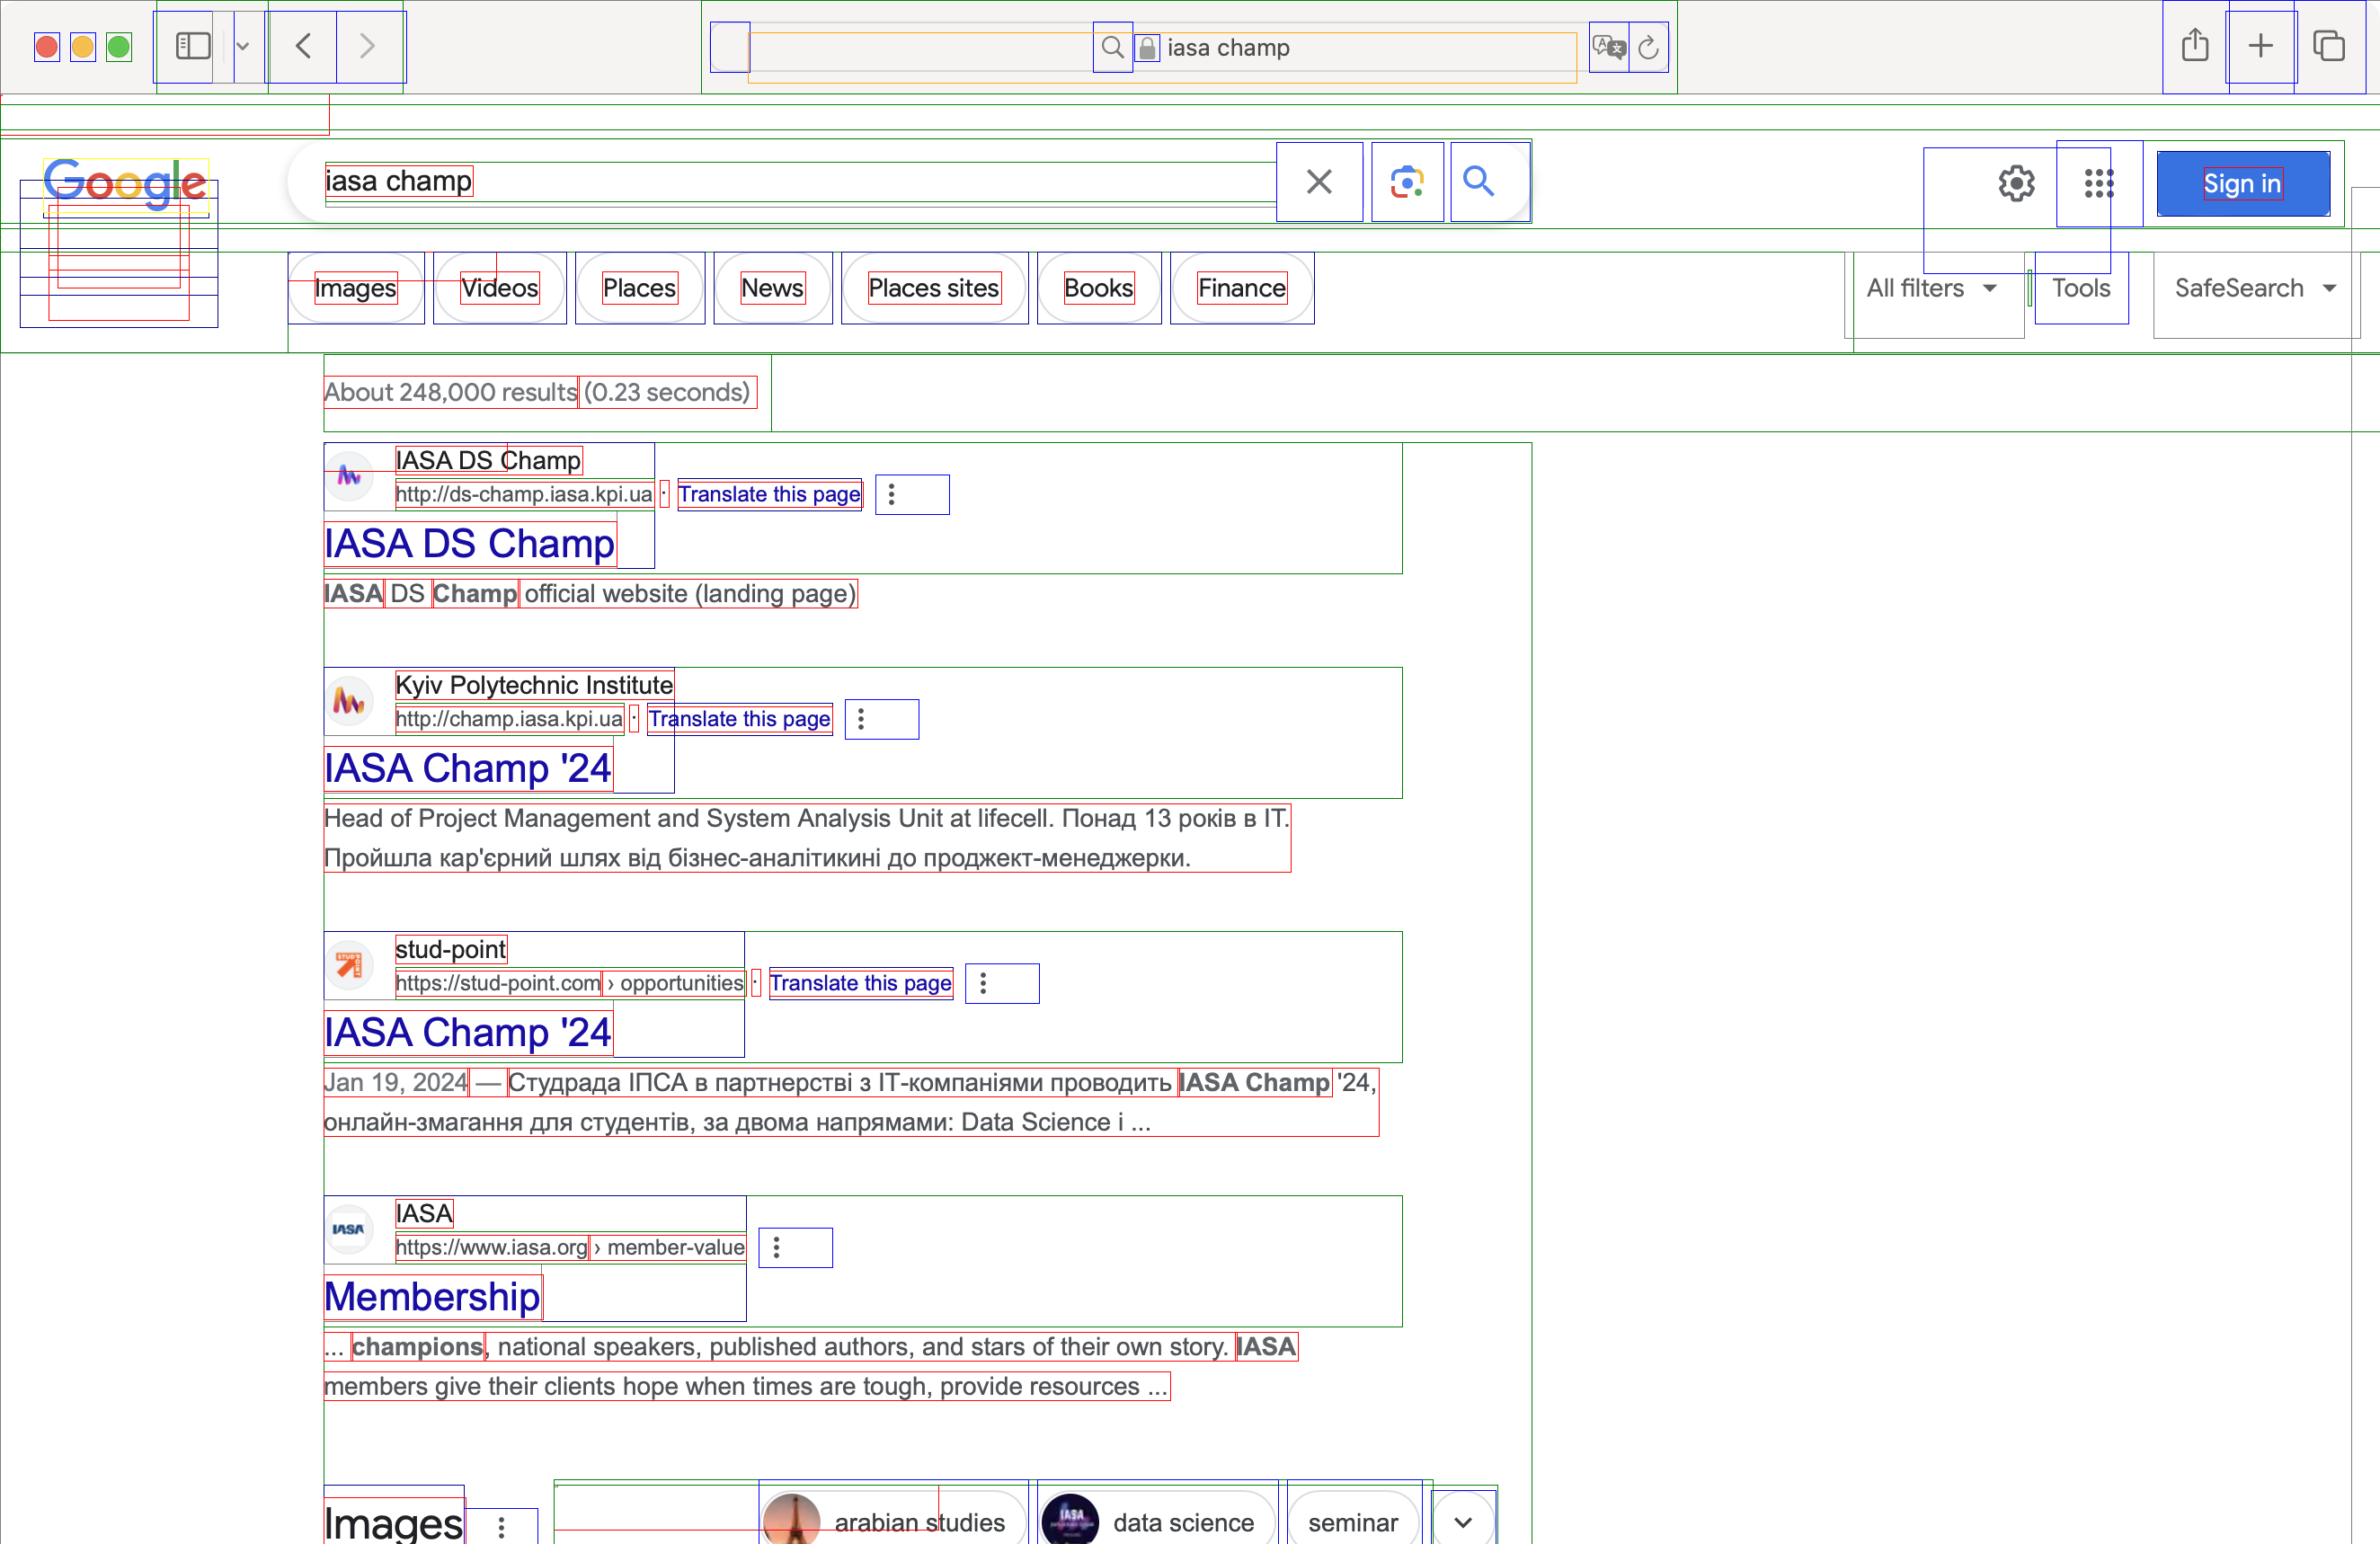 iasa champ
Google
iasa champ
Sign in
Images
Videos
Places
News
Places sites
Books
Finance
All filters
Tools
SafeSearch
About 248,000 results (0.23 seconds)
IASA DS Champ
http://ds-champ.iasa.kpi.ua · Translate this page
IASA DS Champ
IASA DS Champ official website (landing page)
Kyiv Polytechnic Institute
http://champ.iasa.kpi.ua · Translate this page
IASA Champ '24
Head of Project Management and System Analysis Unit at lifecell. Понад 13 років в IT.
Пройшла кар'єрний шлях від бізнес-аналітикині до проджект-менеджерки.
STUD POINT
stud-point
https://stud-point.com › opportunities · Translate this page
IASA Champ '24
Jan 19, 2024 — Студрада ІПСА в партнерстві з ІТ-компаніями проводить IASA Champ '24,
онлайн-змагання для студентів, за двома напрямами: Data Science і ...
IASA
IASA
https://www.iasa.org › member-value
Membership
... champions, national speakers, published authors, and stars of their own story. IASA
members give their clients hope when times are tough, provide resources ...
Images
arabian studies
IASA
data science
seminar